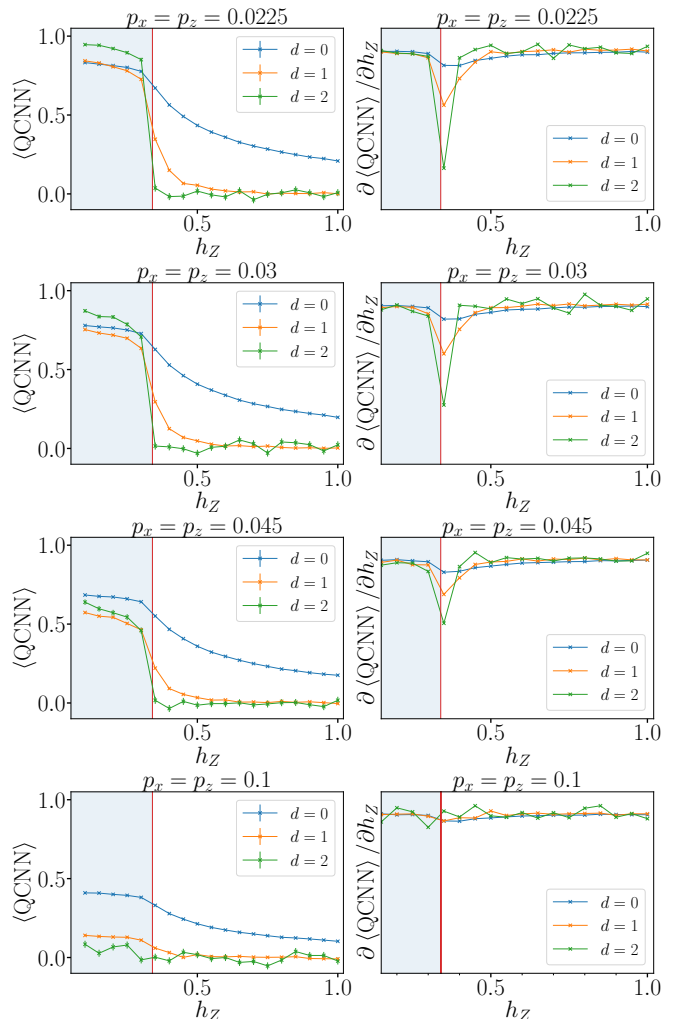 p_x = p_z = 0.0225
⟨QCNN⟩
1.0
0.5
0.0
d = 0
d = 1
d = 2
0.5
1.0
h_Z
p_x = p_z = 0.0225
∂ ⟨QCNN⟩ /∂h_Z
d = 0
d = 1
d = 2
0.5
1.0
h_Z
p_x = p_z = 0.03
⟨QCNN⟩
1.0
0.5
0.0
d = 0
d = 1
d = 2
0.5
1.0
h_Z
p_x = p_z = 0.03
∂ ⟨QCNN⟩ /∂h_Z
d = 0
d = 1
d = 2
0.5
1.0
h_Z
p_x = p_z = 0.045
⟨QCNN⟩
1.0
0.5
0.0
d = 0
d = 1
d = 2
0.5
1.0
h_Z
p_x = p_z = 0.045
∂ ⟨QCNN⟩ /∂h_Z
d = 0
d = 1
d = 2
0.5
1.0
h_Z
p_x = p_z = 0.1
⟨QCNN⟩
1.0
0.5
0.0
d = 0
d = 1
d = 2
0.5
1.0
h_Z
p_x = p_z = 0.1
∂ ⟨QCNN⟩ /∂h_Z
d = 0
d = 1
d = 2
0.5
1.0
h_Z